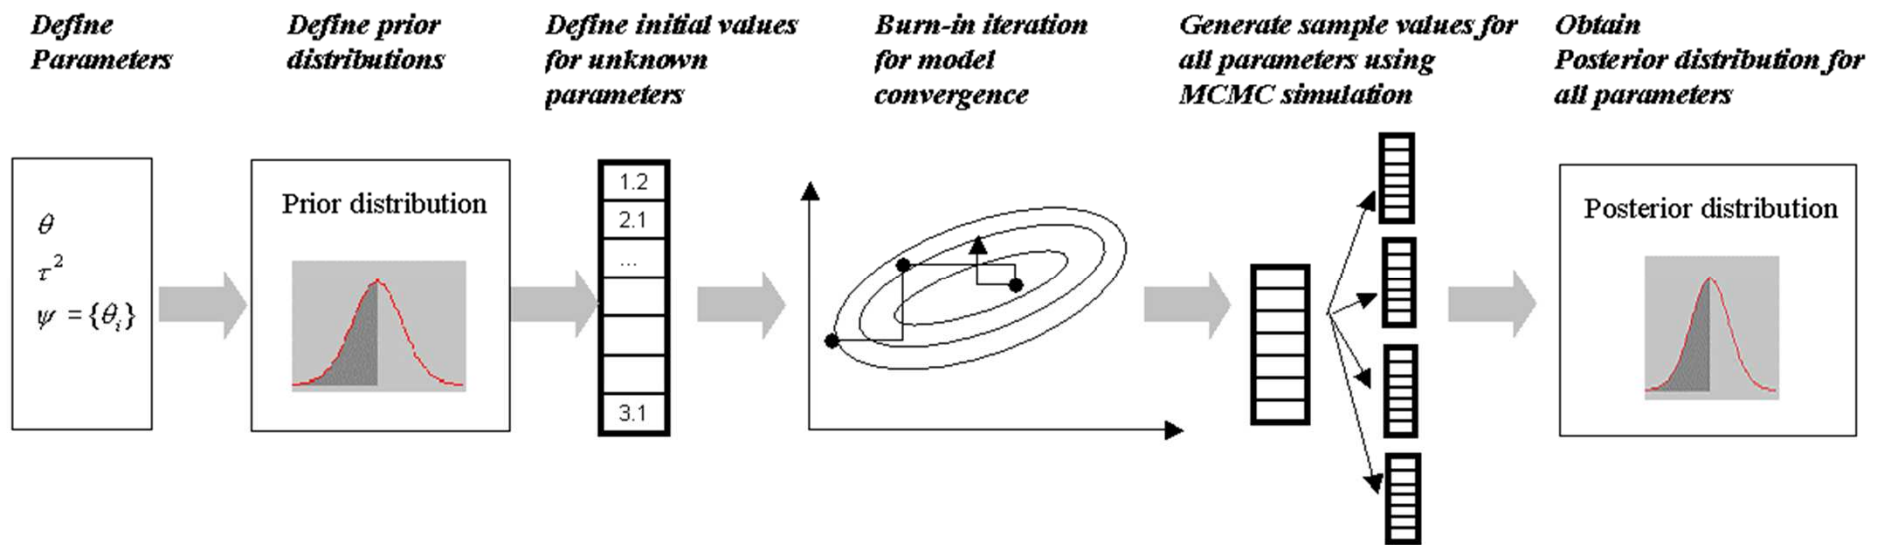 Define
Parameters
Define prior
distributions
Define initial values
for unknown
parameters
Burn-in iteration
for model
convergence
Generate sample values for
all parameters using
MCMC simulation
Obtain
Posterior distribution for
all parameters
θ
τ²
ψ = {θᵢ}
Prior distribution
1.2
2.1
...
3.1
Posterior distribution